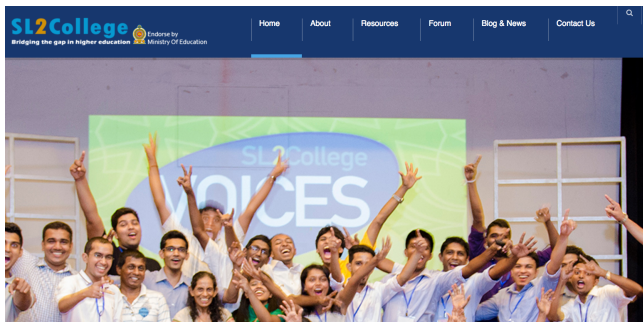 SL2College
Bridging the gap in higher education
Endorse by
Ministry Of Education
Home
About
Resources
Forum
Blog & News
Contact Us
SL2College
VOICES